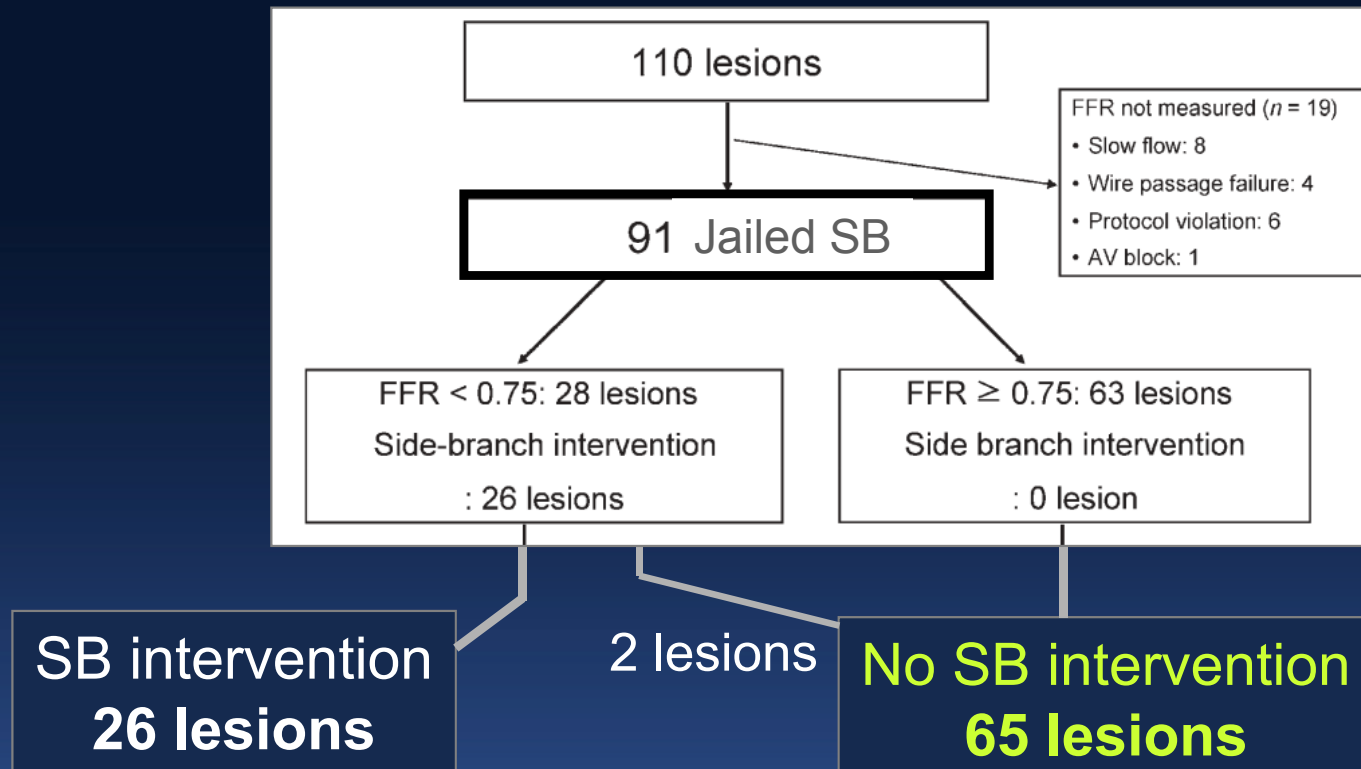 110 lesions
FFR not measured (n = 19)
• Slow flow: 8
• Wire passage failure: 4
• Protocol violation: 6
• AV block: 1
91 Jailed SB
FFR < 0.75: 28 lesions
Side-branch intervention
: 26 lesions
FFR ≥ 0.75: 63 lesions
Side branch intervention
: 0 lesion
SB intervention
26 lesions
2 lesions
No SB intervention
65 lesions